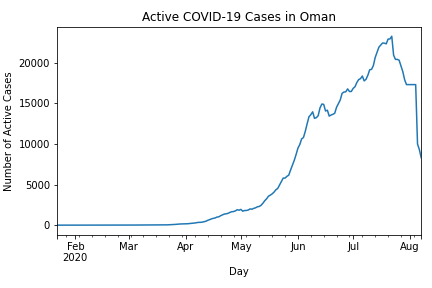 Active COVID-19 Cases in Oman
Number of Active Cases
20000
15000
10000
5000
0
Feb Mar Apr May Jun Jul Aug
2020
Day